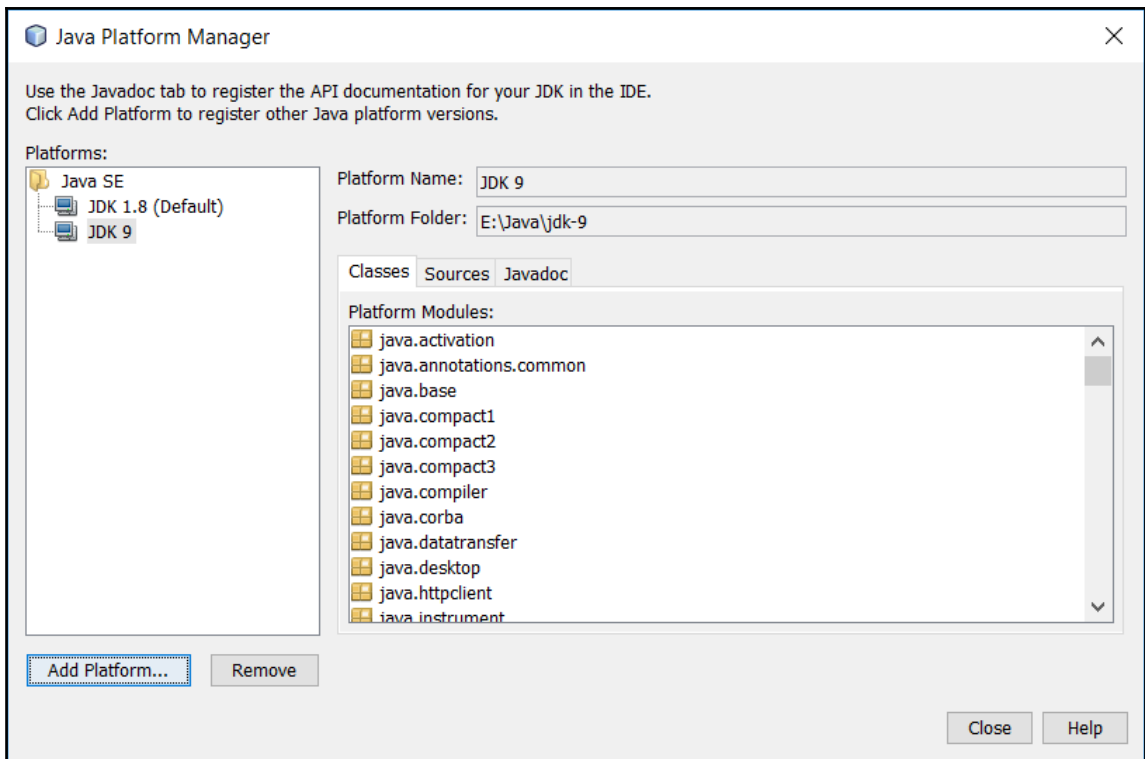 Java Platform Manager
Use the Javadoc tab to register the API documentation for your JDK in the IDE.
Click Add Platform to register other Java platform versions.
Platforms:
Java SE
JDK 1.8 (Default)
JDK 9
Platform Name: JDK 9
Platform Folder: E:\Java\jdk-9
Classes Sources Javadoc
Platform Modules:
java.activation
java.annotations.common
java.base
java.compact1
java.compact2
java.compact3
java.compiler
java.corba
java.datatransfer
java.desktop
java.httpclient
java.instrument
Add Platform... Remove
Close Help